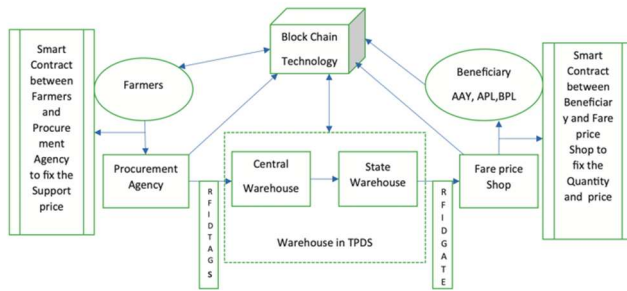 Smart
Contract
between
Farmers
and
Procure
ment
Agency
to fix the
Support
price
Farmers
Block Chain
Technology
Beneficiary
AAY, APL,BPL
Smart
Contract
between
Beneficiar
y and Fare
price
Shop to
fix the
Quantity
and price
Procurement
Agency
RFIDTAGS
Central
Warehouse
State
Warehouse
Warehouse in TPDS
RFIDGATE
Fare price
Shop